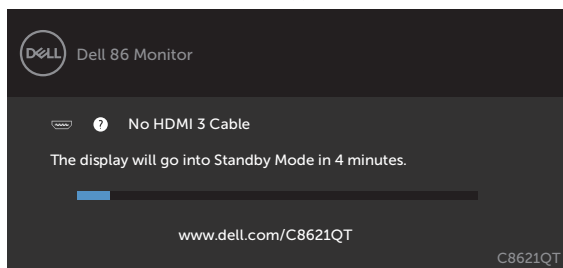 DELL
Dell 86 Monitor
? No HDMI 3 Cable
The display will go into Standby Mode in 4 minutes.
www.dell.com/C8621QT
C8621QT